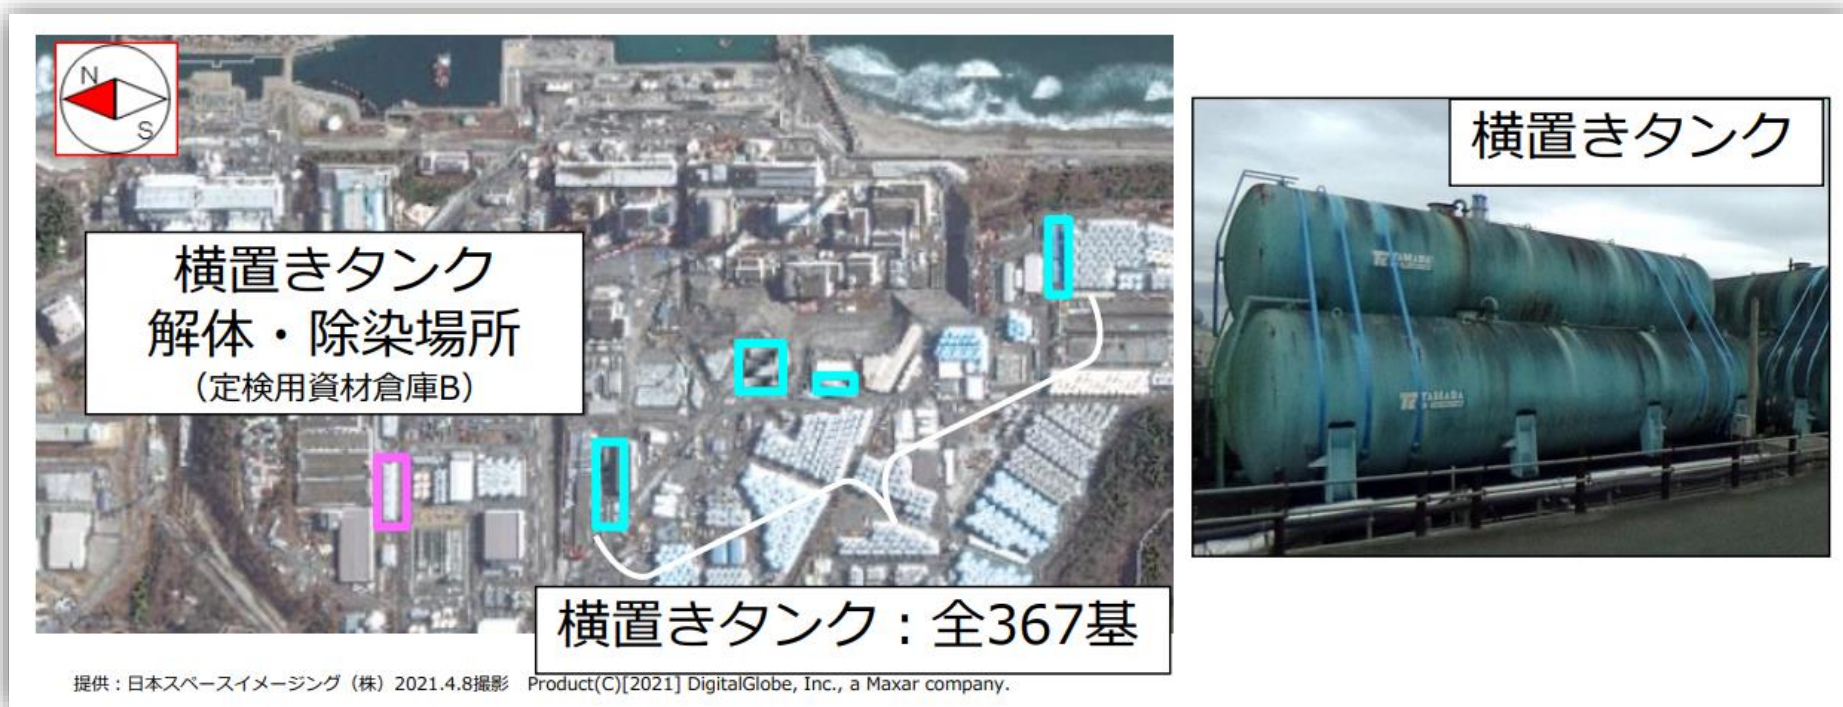 N
S
横置きタンク
解体・除染場所
（定検用資材倉庫B）
横置きタンク：全367基
横置きタンク
YAMADA
YAMADA
提供：日本スペースイメージング（株）2021.4.8撮影　Product(C)[2021] DigitalGlobe, Inc., a Maxar company.